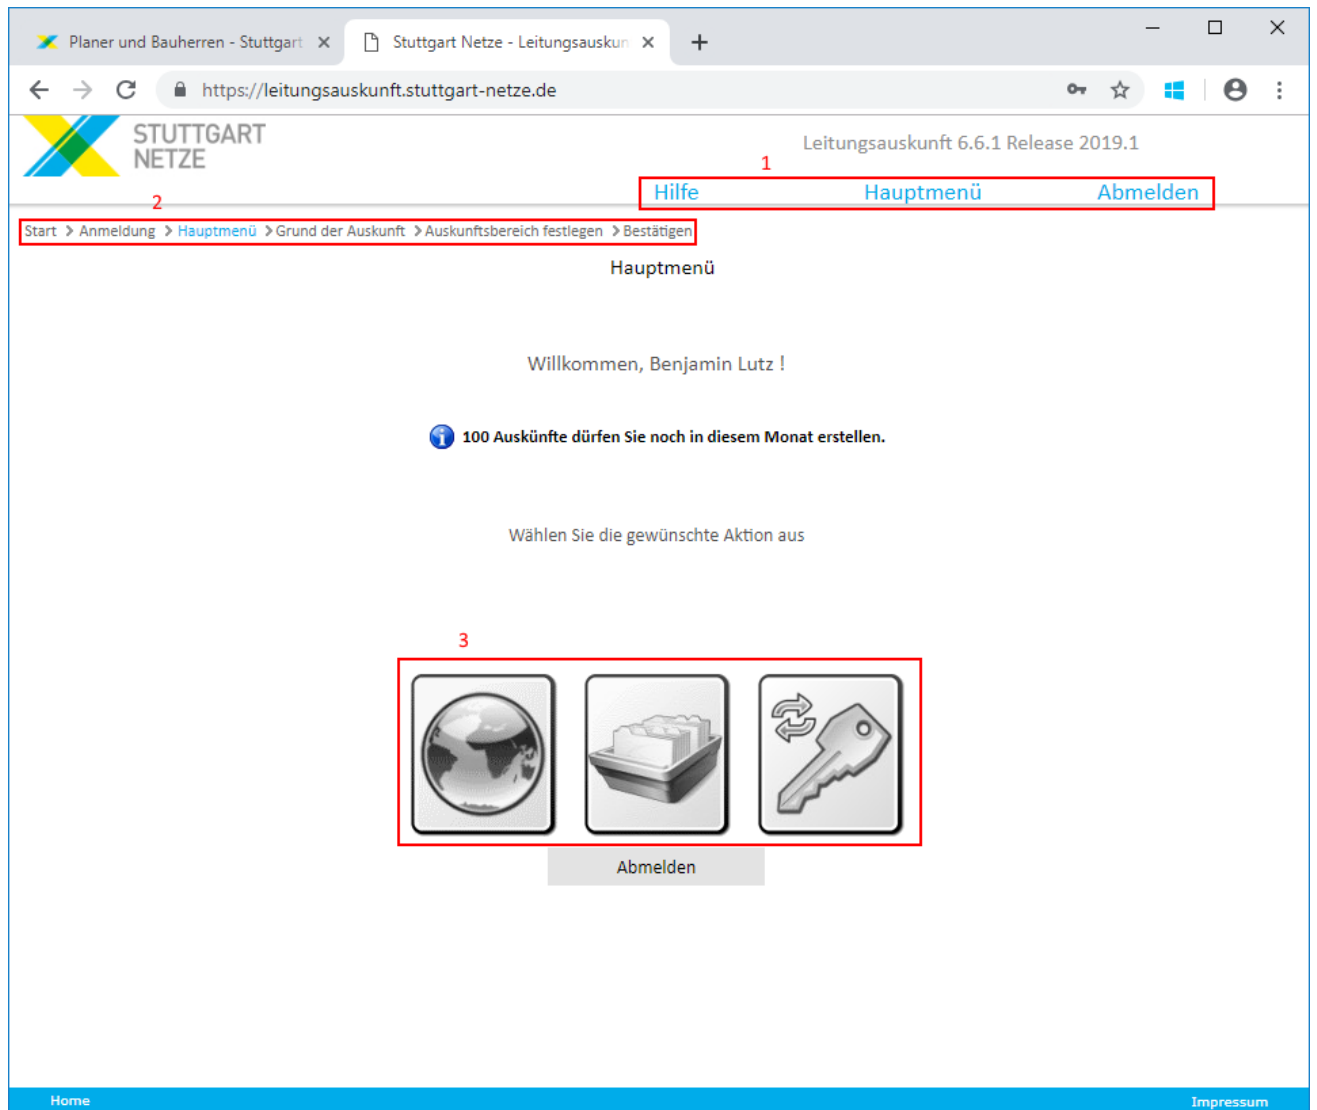 Planer und Bauherren - Stuttgart
Stuttgart Netze - Leitungsauskun
https://leitungsauskunft.stuttgart-netze.de
STUTTGART
NETZE
Leitungsauskunft 6.6.1 Release 2019.1
1
Hilfe Hauptmenü Abmelden
2
Start > Anmeldung > Hauptmenü > Grund der Auskunft > Auskunftsbereich festlegen > Bestätigen
Hauptmenü
Willkommen, Benjamin Lutz !
100 Auskünfte dürfen Sie noch in diesem Monat erstellen.
Wählen Sie die gewünschte Aktion aus
3
Abmelden
Home Impressum